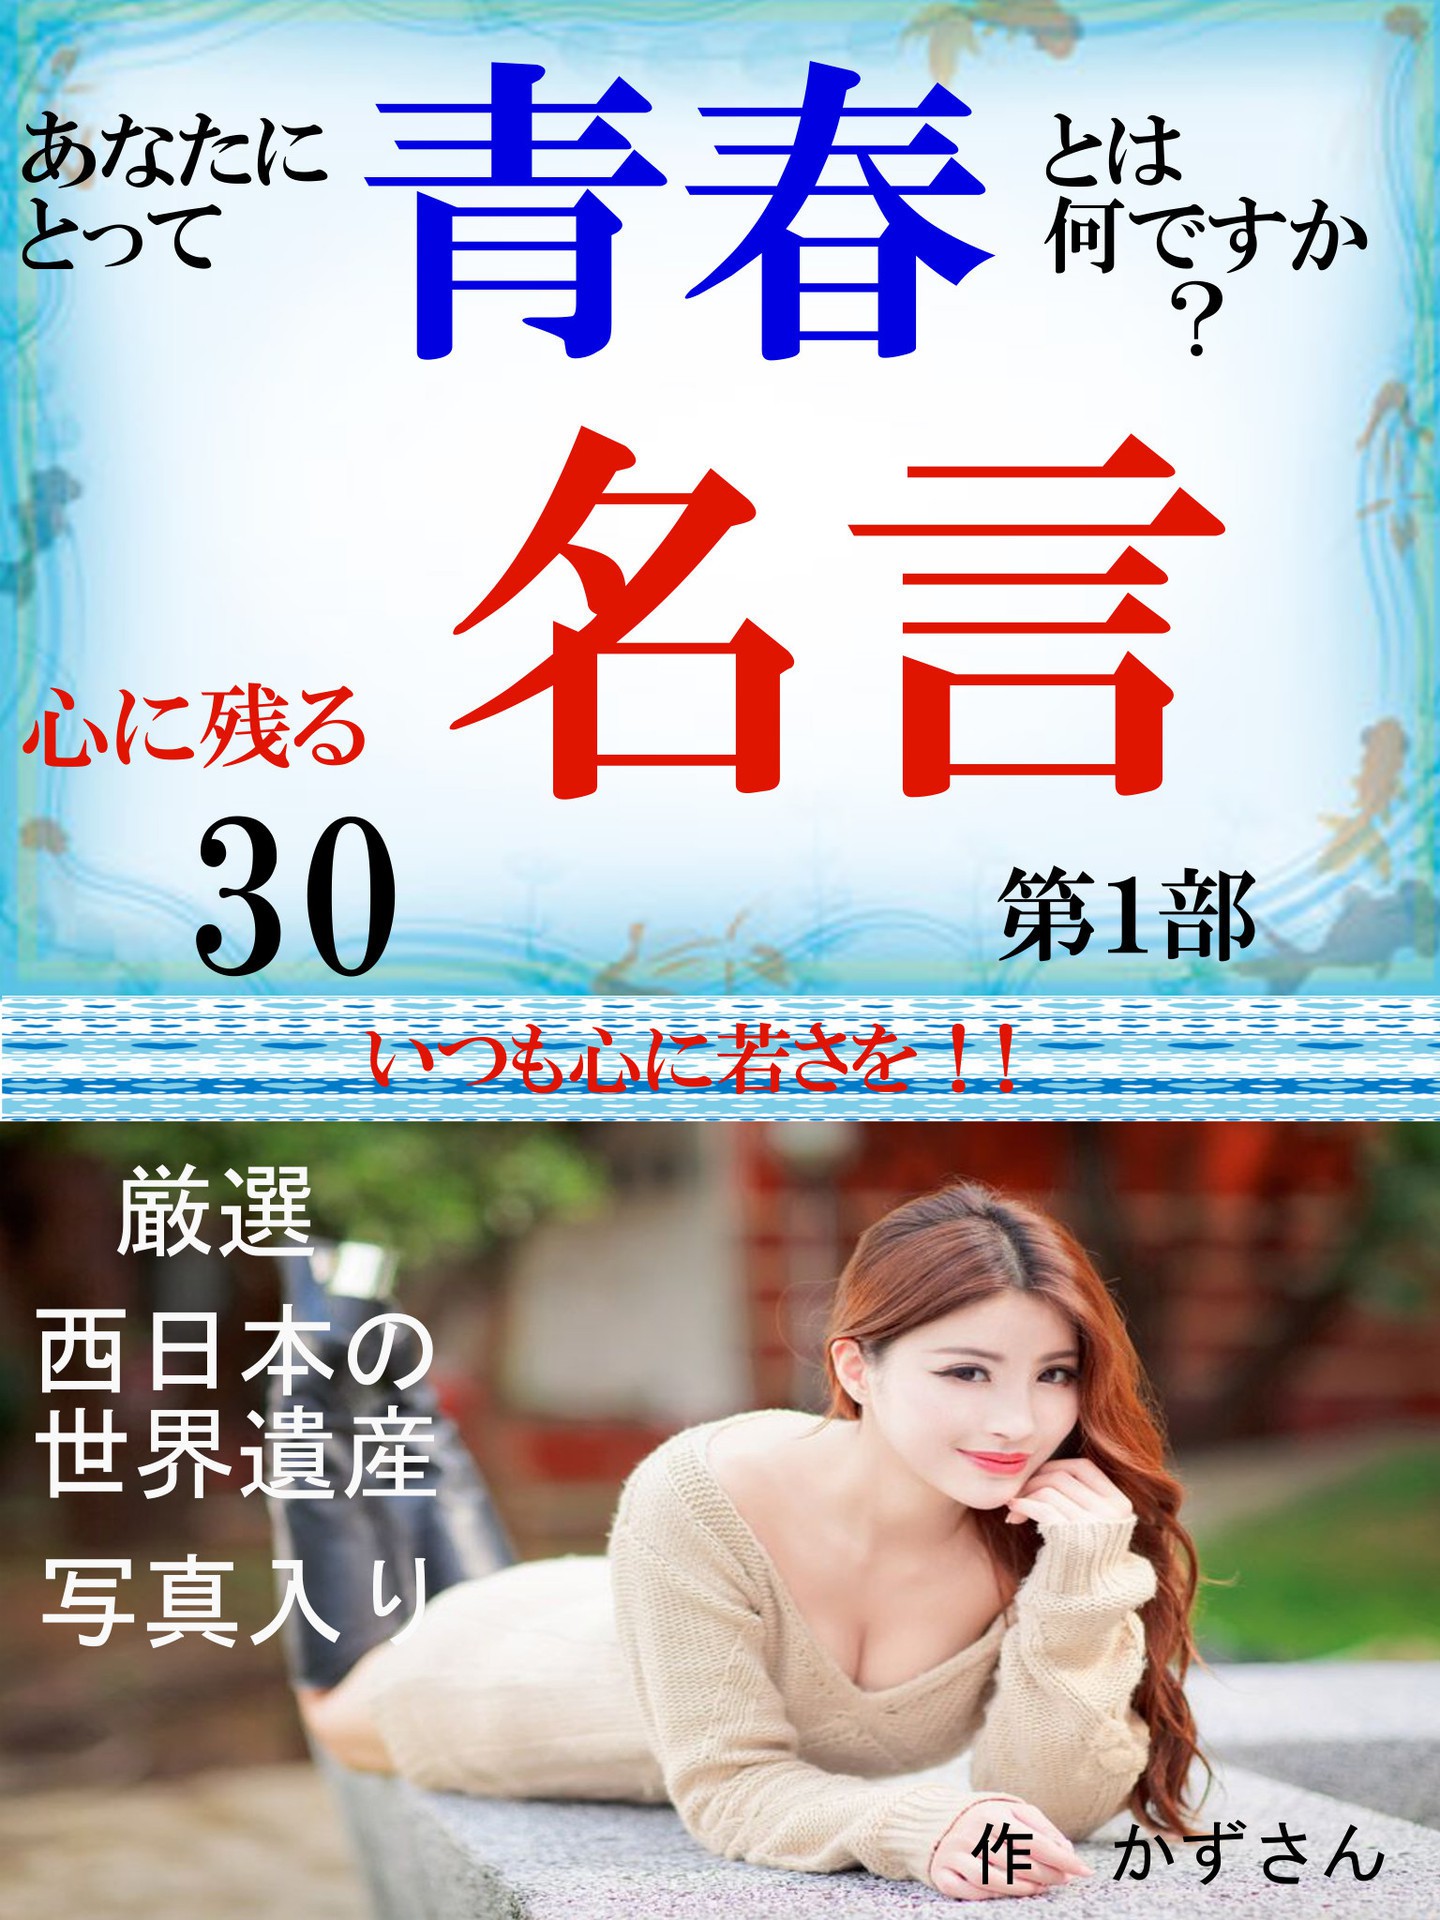 あなたに
とって
青春
とは
何ですか
？
名言
心に残る
30
第1部
いつも心に若さを！！
厳選
西日本の
世界遺産
写真入り
作　かずさん